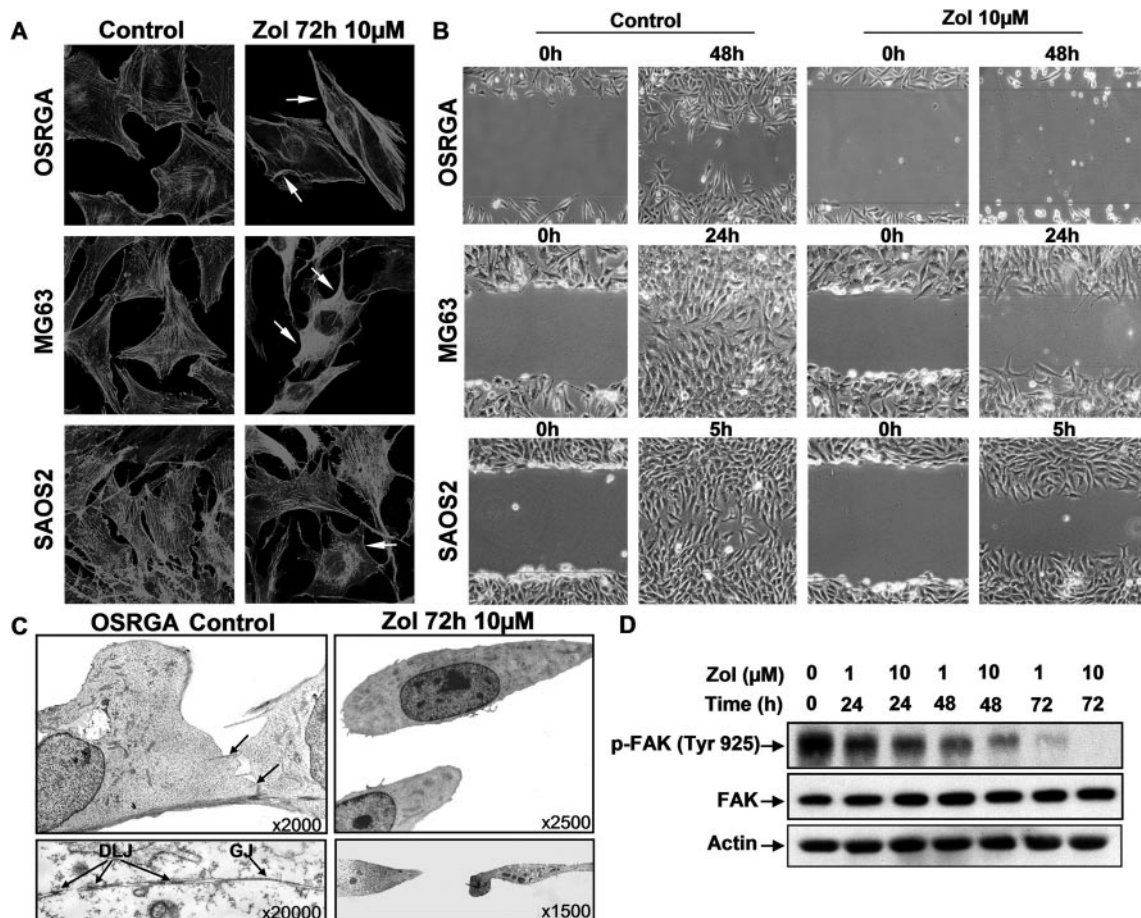 A
Control
Zol 72h 10µM
OSRGA
MG63
SAOS2
B
Control
Zol 10µM
0h
48h
0h
48h
OSRGA
0h
24h
0h
24h
MG63
0h
5h
0h
5h
SAOS2
C
OSRGA Control
Zol 72h 10µM
x2000
x2500
DLJ
GJ
x20000
x1500
D
Zol (µM) 0 1 10 1 10 1 10
Time (h) 0 24 24 48 48 72 72
p-FAK (Tyr 925)
FAK
Actin